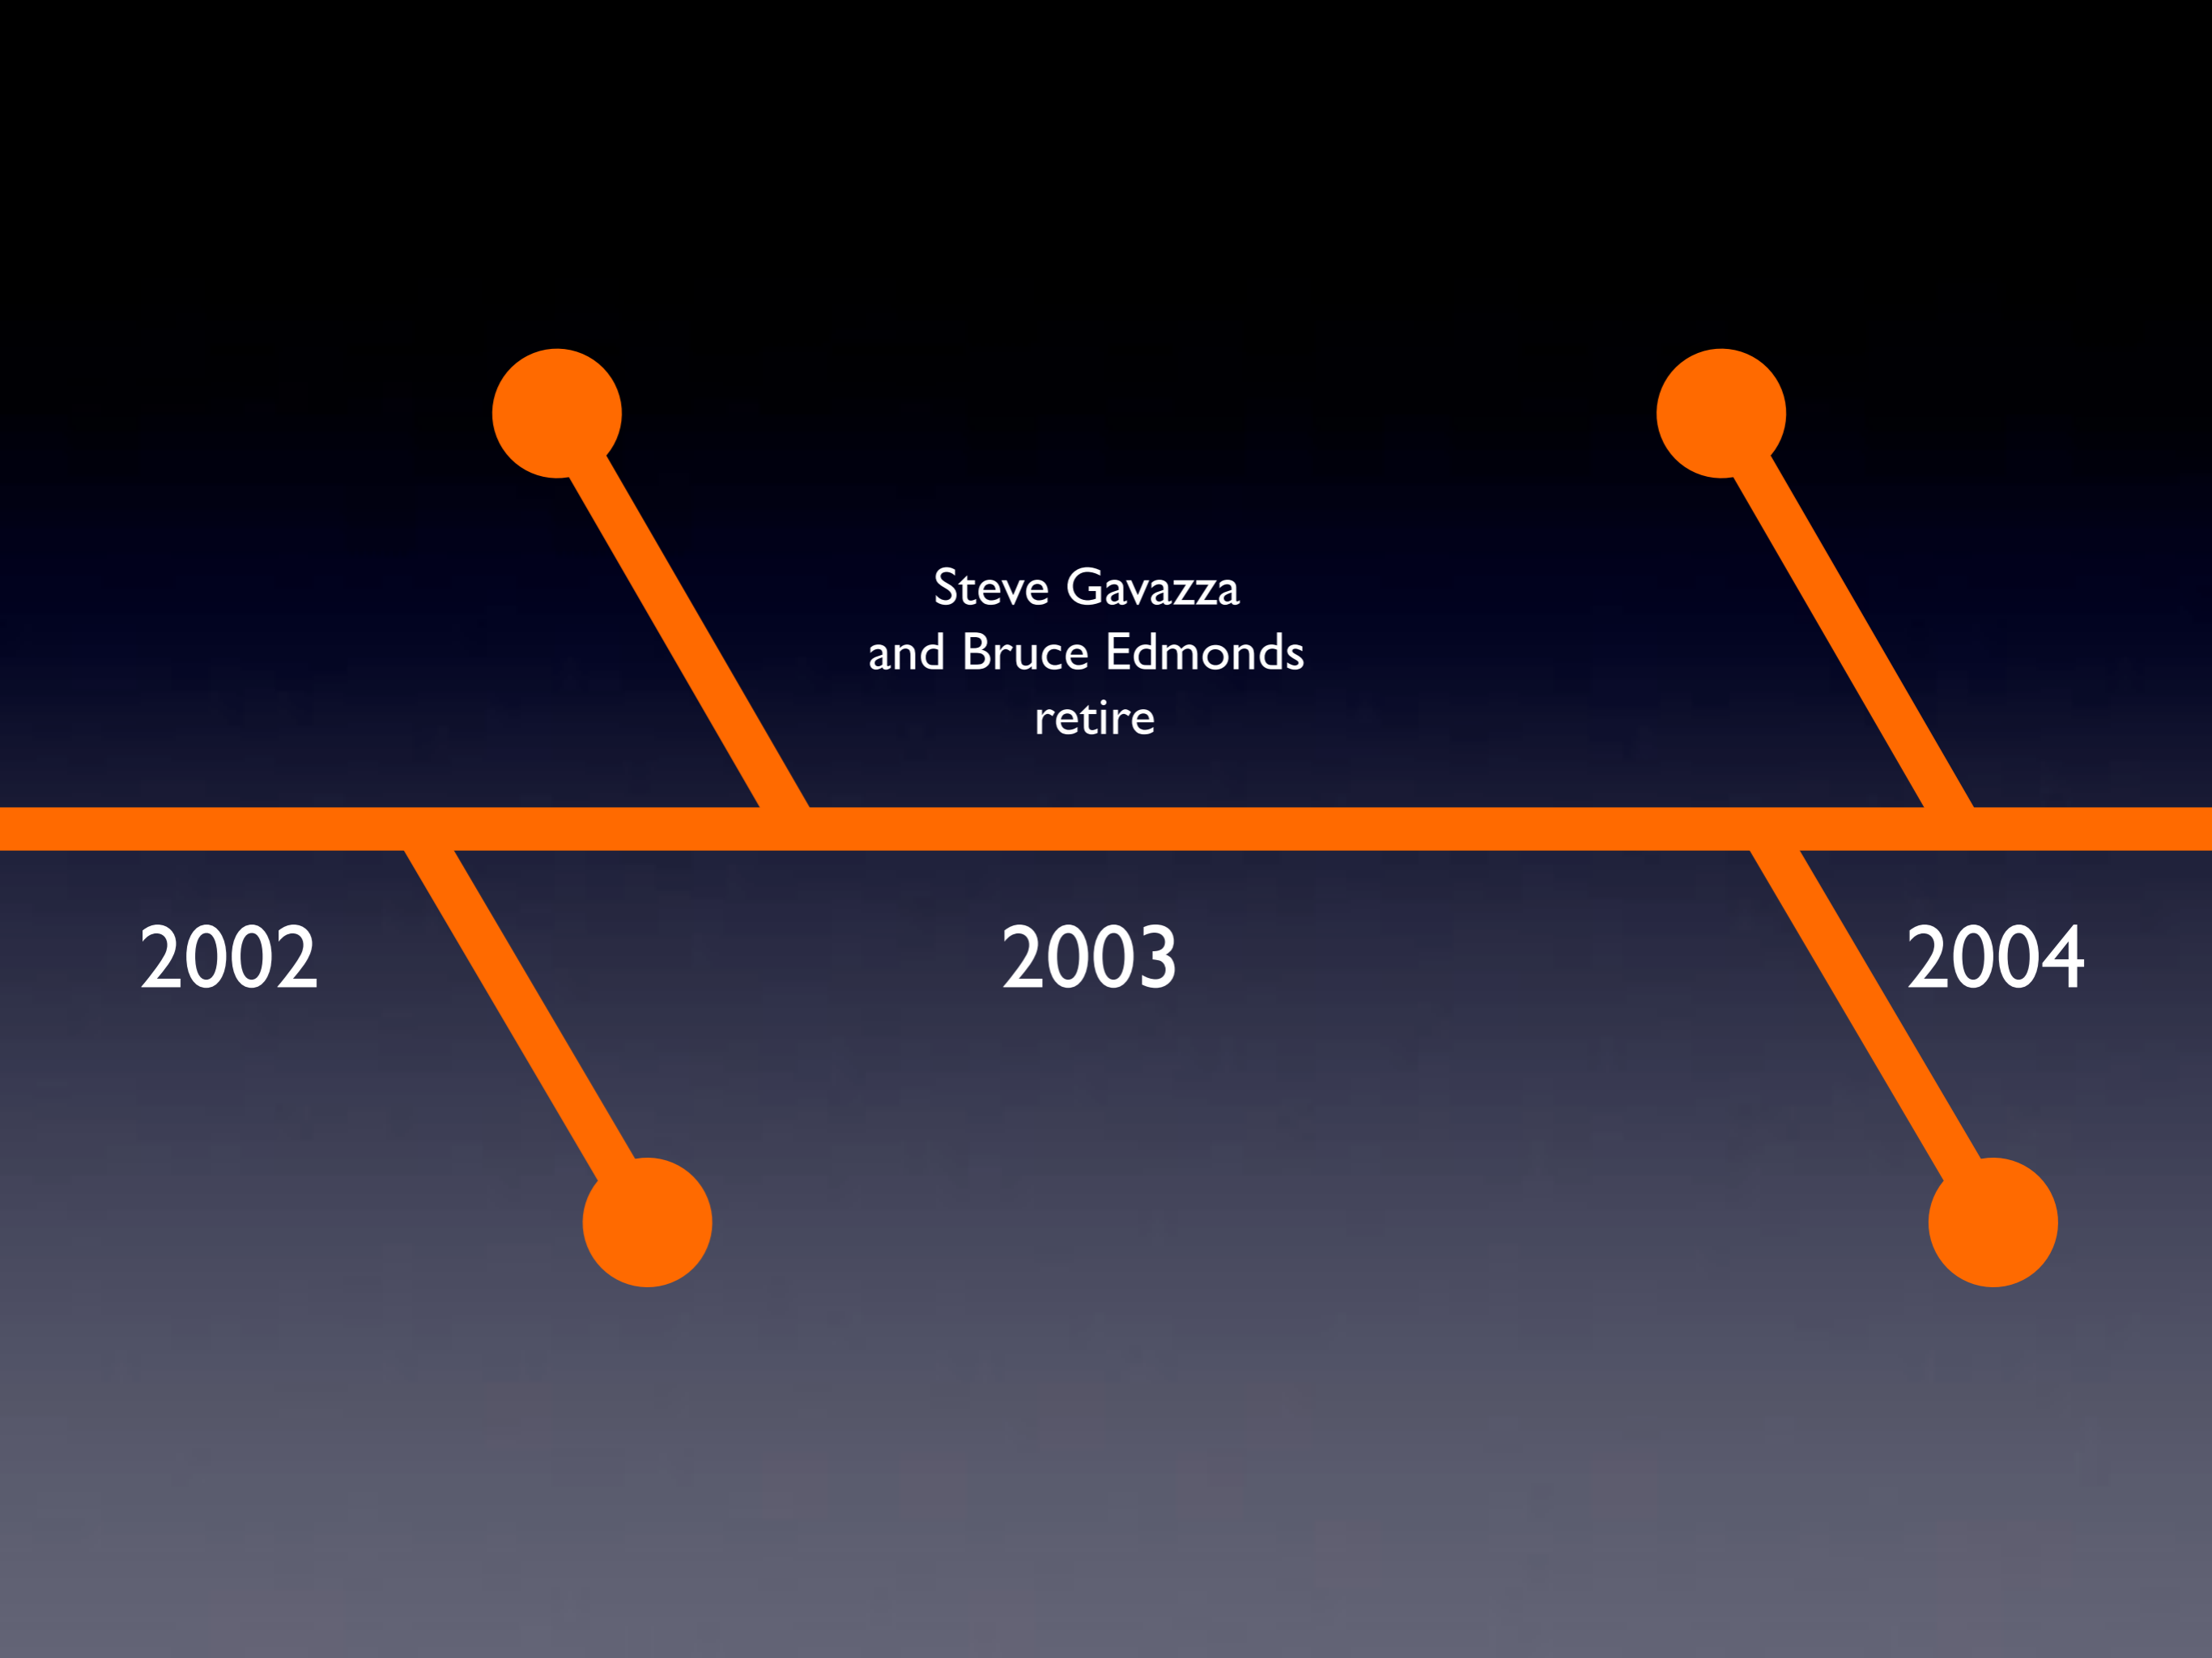 Steve Gavazza
and Bruce Edmonds
retire
2002
2003
2004